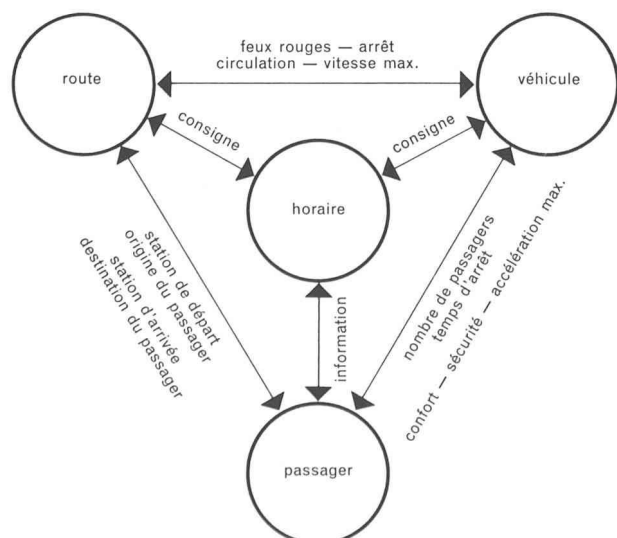 feux rouges — arrêt
circulation — vitesse max.
route
véhicule
consigne
consigne
horaire
station de départ
origine du passager
station d'arrivée
destination du passager
information
nombre de passagers
temps d'arrêt
confort — sécurité — accélération max.
passager